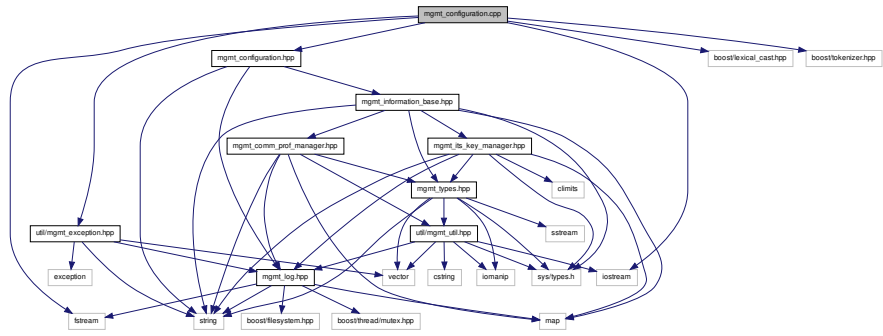 mgmt_configuration.cpp
mgmt_configuration.hpp
boost/lexical_cast.hpp
boost/tokenizer.hpp
mgmt_information_base.hpp
mgmt_comm_prof_manager.hpp
mgmt_its_key_manager.hpp
mgmt_types.hpp
climits
util/mgmt_exception.hpp
util/mgmt_util.hpp
sstream
exception
mgmt_log.hpp
vector
cstring
iomanip
sys/types.h
iostream
fstream
string
boost/filesystem.hpp
boost/thread/mutex.hpp
map